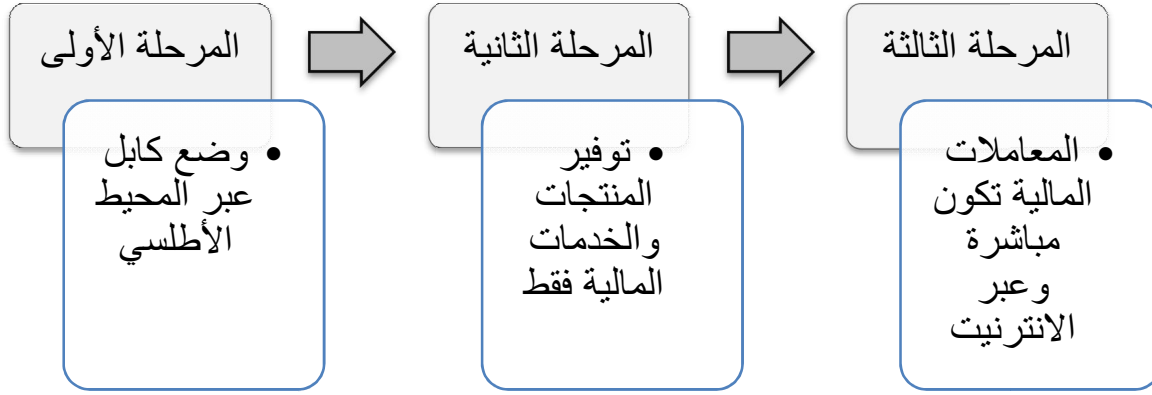 المرحلة الأولى
• وضع كابل
عبر المحيط
الأطلسي
المرحلة الثانية
• توفير
المنتجات
والخدمات
المالية فقط
المرحلة الثالثة
• المعاملات
المالية تكون
مباشرة
وعبر
الانترنيت